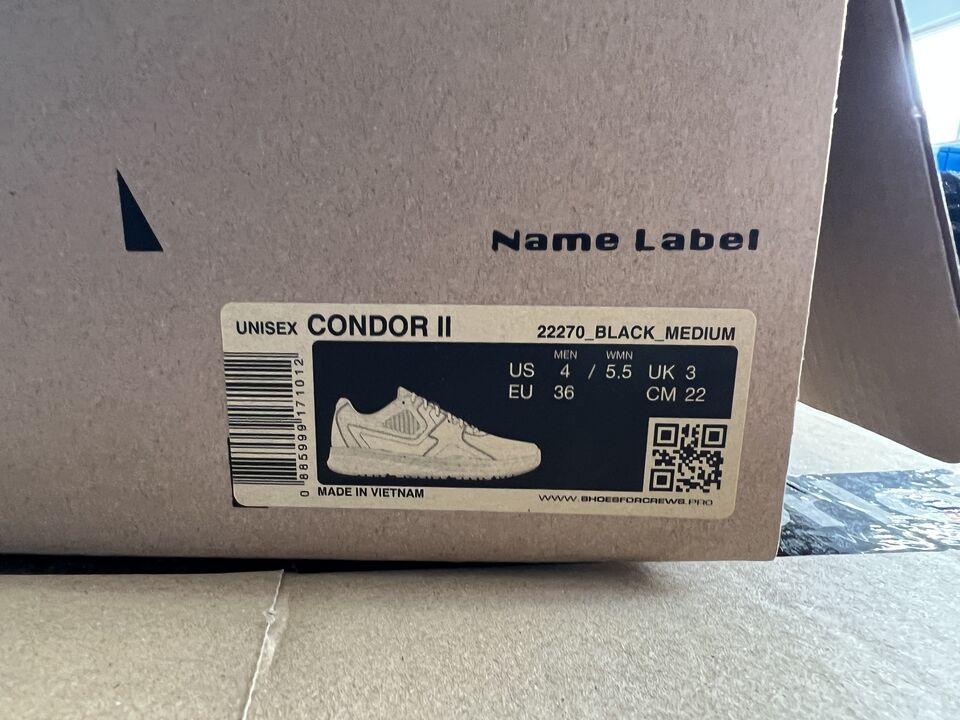 Name Label
UNISEX CONDOR II
22270_BLACK_MEDIUM
MEN WMN
US 4 / 5.5 UK 3
EU 36 CM 22
0 885999 171012
MADE IN VIETNAM
WWW.SHOESFORCREWS.PRO